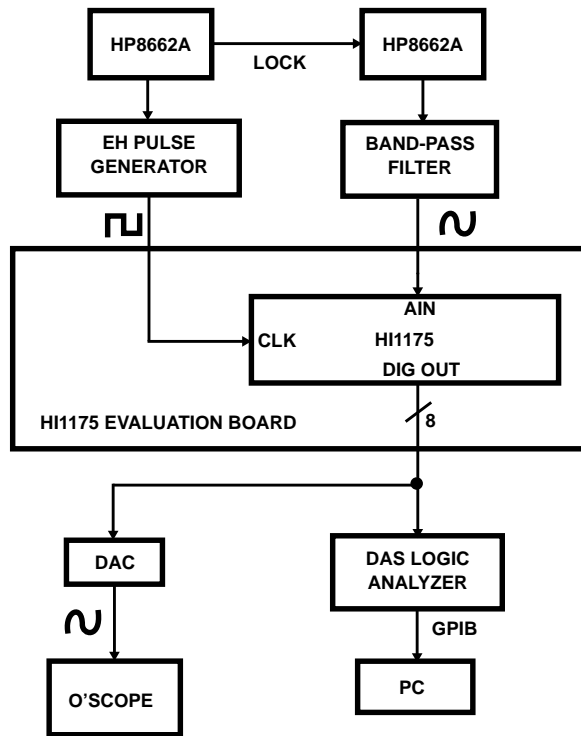 HP8662A
HP8662A
LOCK
EH PULSE
GENERATOR
BAND-PASS
FILTER
AIN
CLK
HI1175
DIG OUT
HI1175 EVALUATION BOARD
8
DAC
DAS LOGIC
ANALYZER
GPIB
O'SCOPE
PC